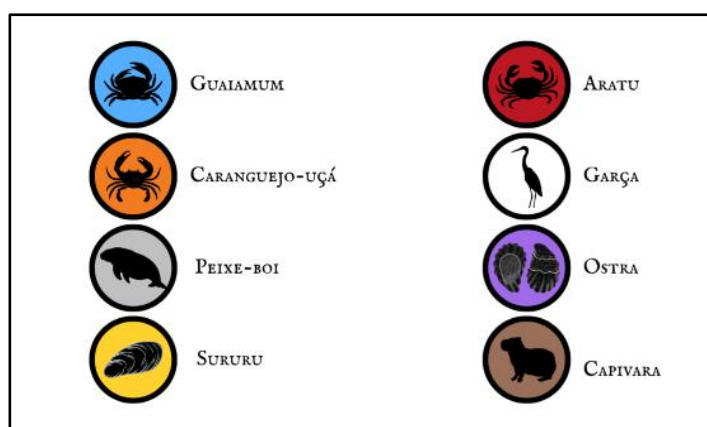 Guaiamum
Aratu
Caranguejo-uçá
Garça
Peixe-boi
Ostra
Sururu
Capivara